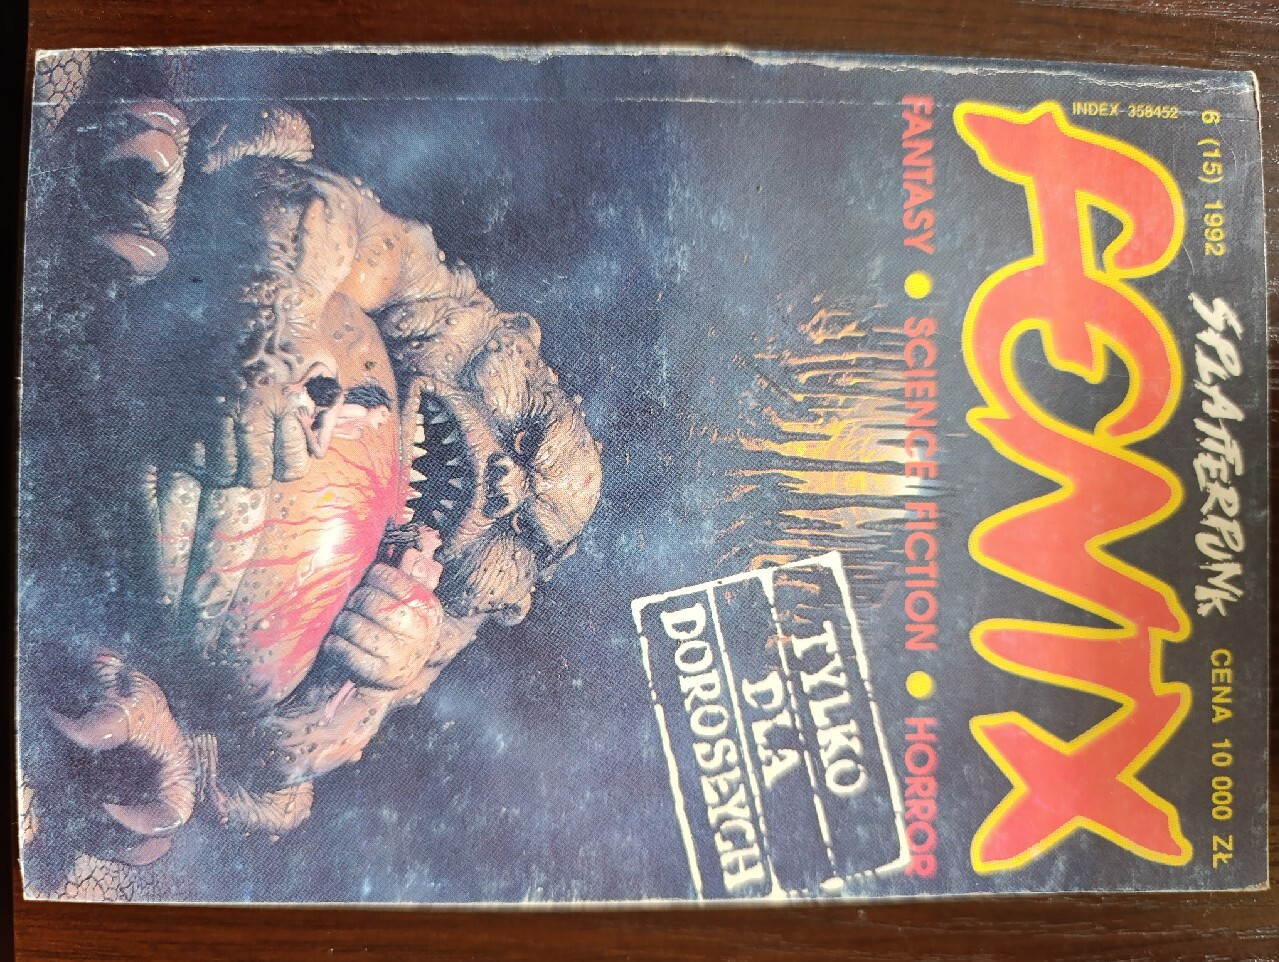 6 (15) 1992 SPLATTERPUNK CENA 10 000 ZŁ
INDEX 358452
FENIX
FANTASY ● SCIENCE FICTION ● HORROR
TYLKO
DLA
DOROSŁYCH